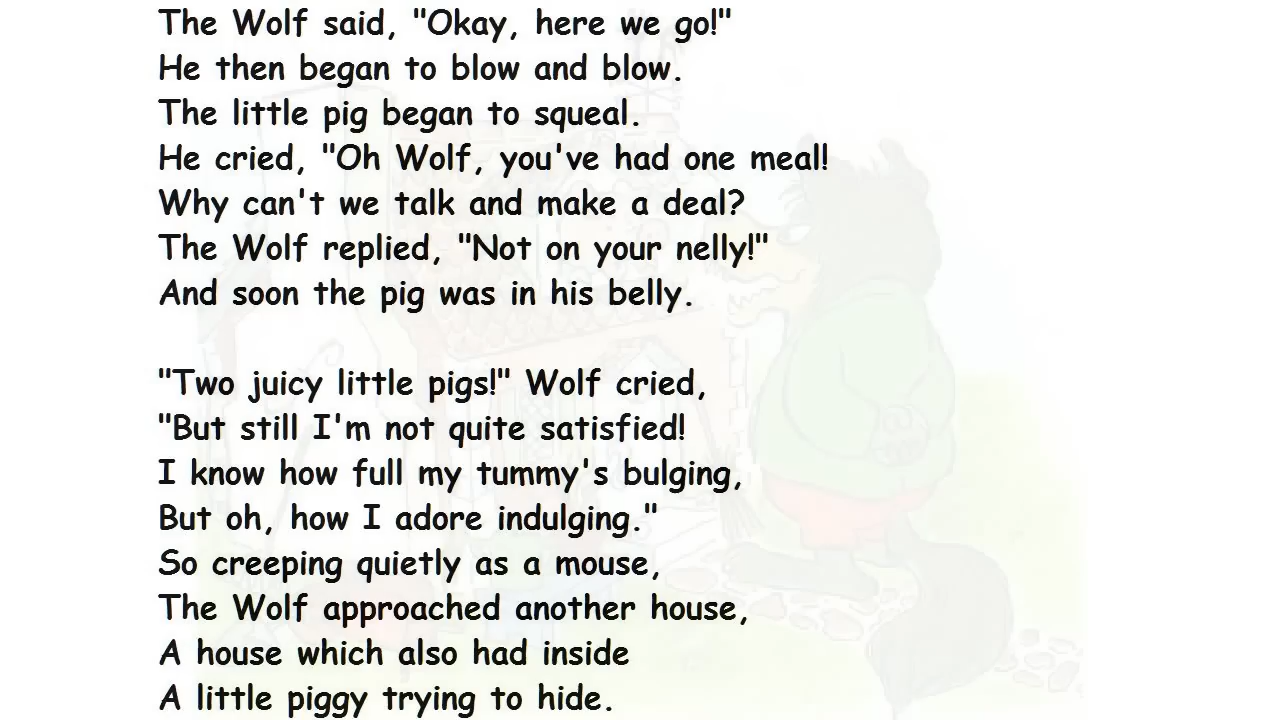 The Wolf said, "Okay, here we go!"
He then began to blow and blow.
The little pig began to squeal.
He cried, "Oh Wolf, you've had one meal!
Why can't we talk and make a deal?
The Wolf replied, "Not on your nelly!"
And soon the pig was in his belly.

"Two juicy little pigs!" Wolf cried,
"But still I'm not quite satisfied!
I know how full my tummy's bulging,
But oh, how I adore indulging."
So creeping quietly as a mouse,
The Wolf approached another house,
A house which also had inside
A little piggy trying to hide.